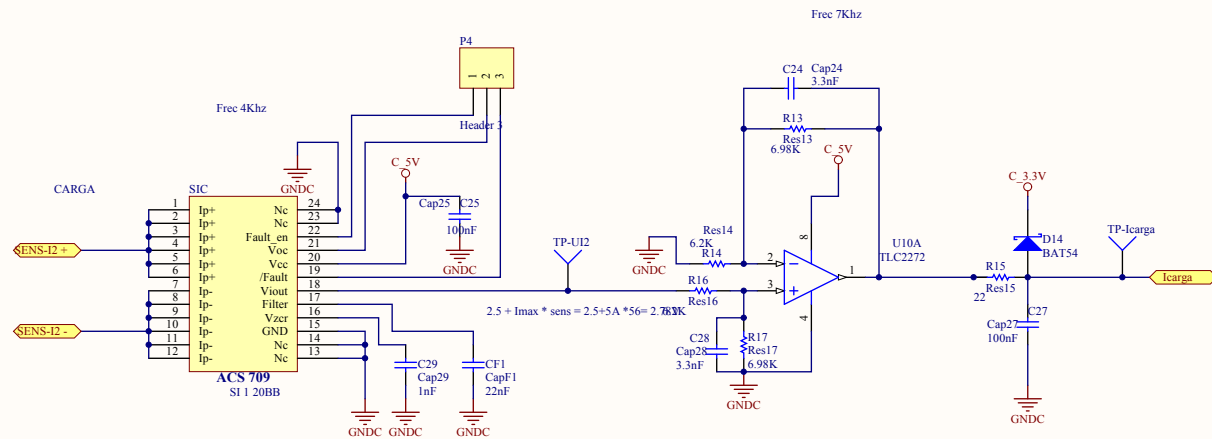 Frec 7Khz
P4
1 2 3
Header 3
C24 Cap24
3.3nF
R13
Res13
6.98K
C_5V
Frec 4Khz
GNDC
C_5V
CARGA
SIC
Cap25 C25
100nF
GNDC
SENS-I2 +
SENS-I2 -
1 Ip+ Nc 24
2 Ip+ Nc 23
3 Ip+ Fault_en 22
4 Ip+ Voc 21
5 Ip+ Vcc 20
6 Ip+ /Fault 19
7 Ip- Viout 18
8 Ip- Filter 17
9 Ip- Vzcr 16
10 Ip- GND 15
11 Ip- Nc 14
12 Ip- Nc 13
ACS 709
SI 1 20BB
C29
Cap29
1nF
CF1
CapF1
22nF
GNDC
GNDC
GNDC
TP-UI2
2.5 + Imax * sens = 2.5+5A *56= 2.
GNDC
Res14
6.2K
R14
R16
Res16
2
3
8
1
4
U10A
TLC2272
C28
Cap28
3.3nF
R17
Res17
6.98K
GNDC
C_3.3V
D14
BAT54
TP-Icarga
R15
22 Res15
Icarga
C27
Cap27
100nF
GNDC